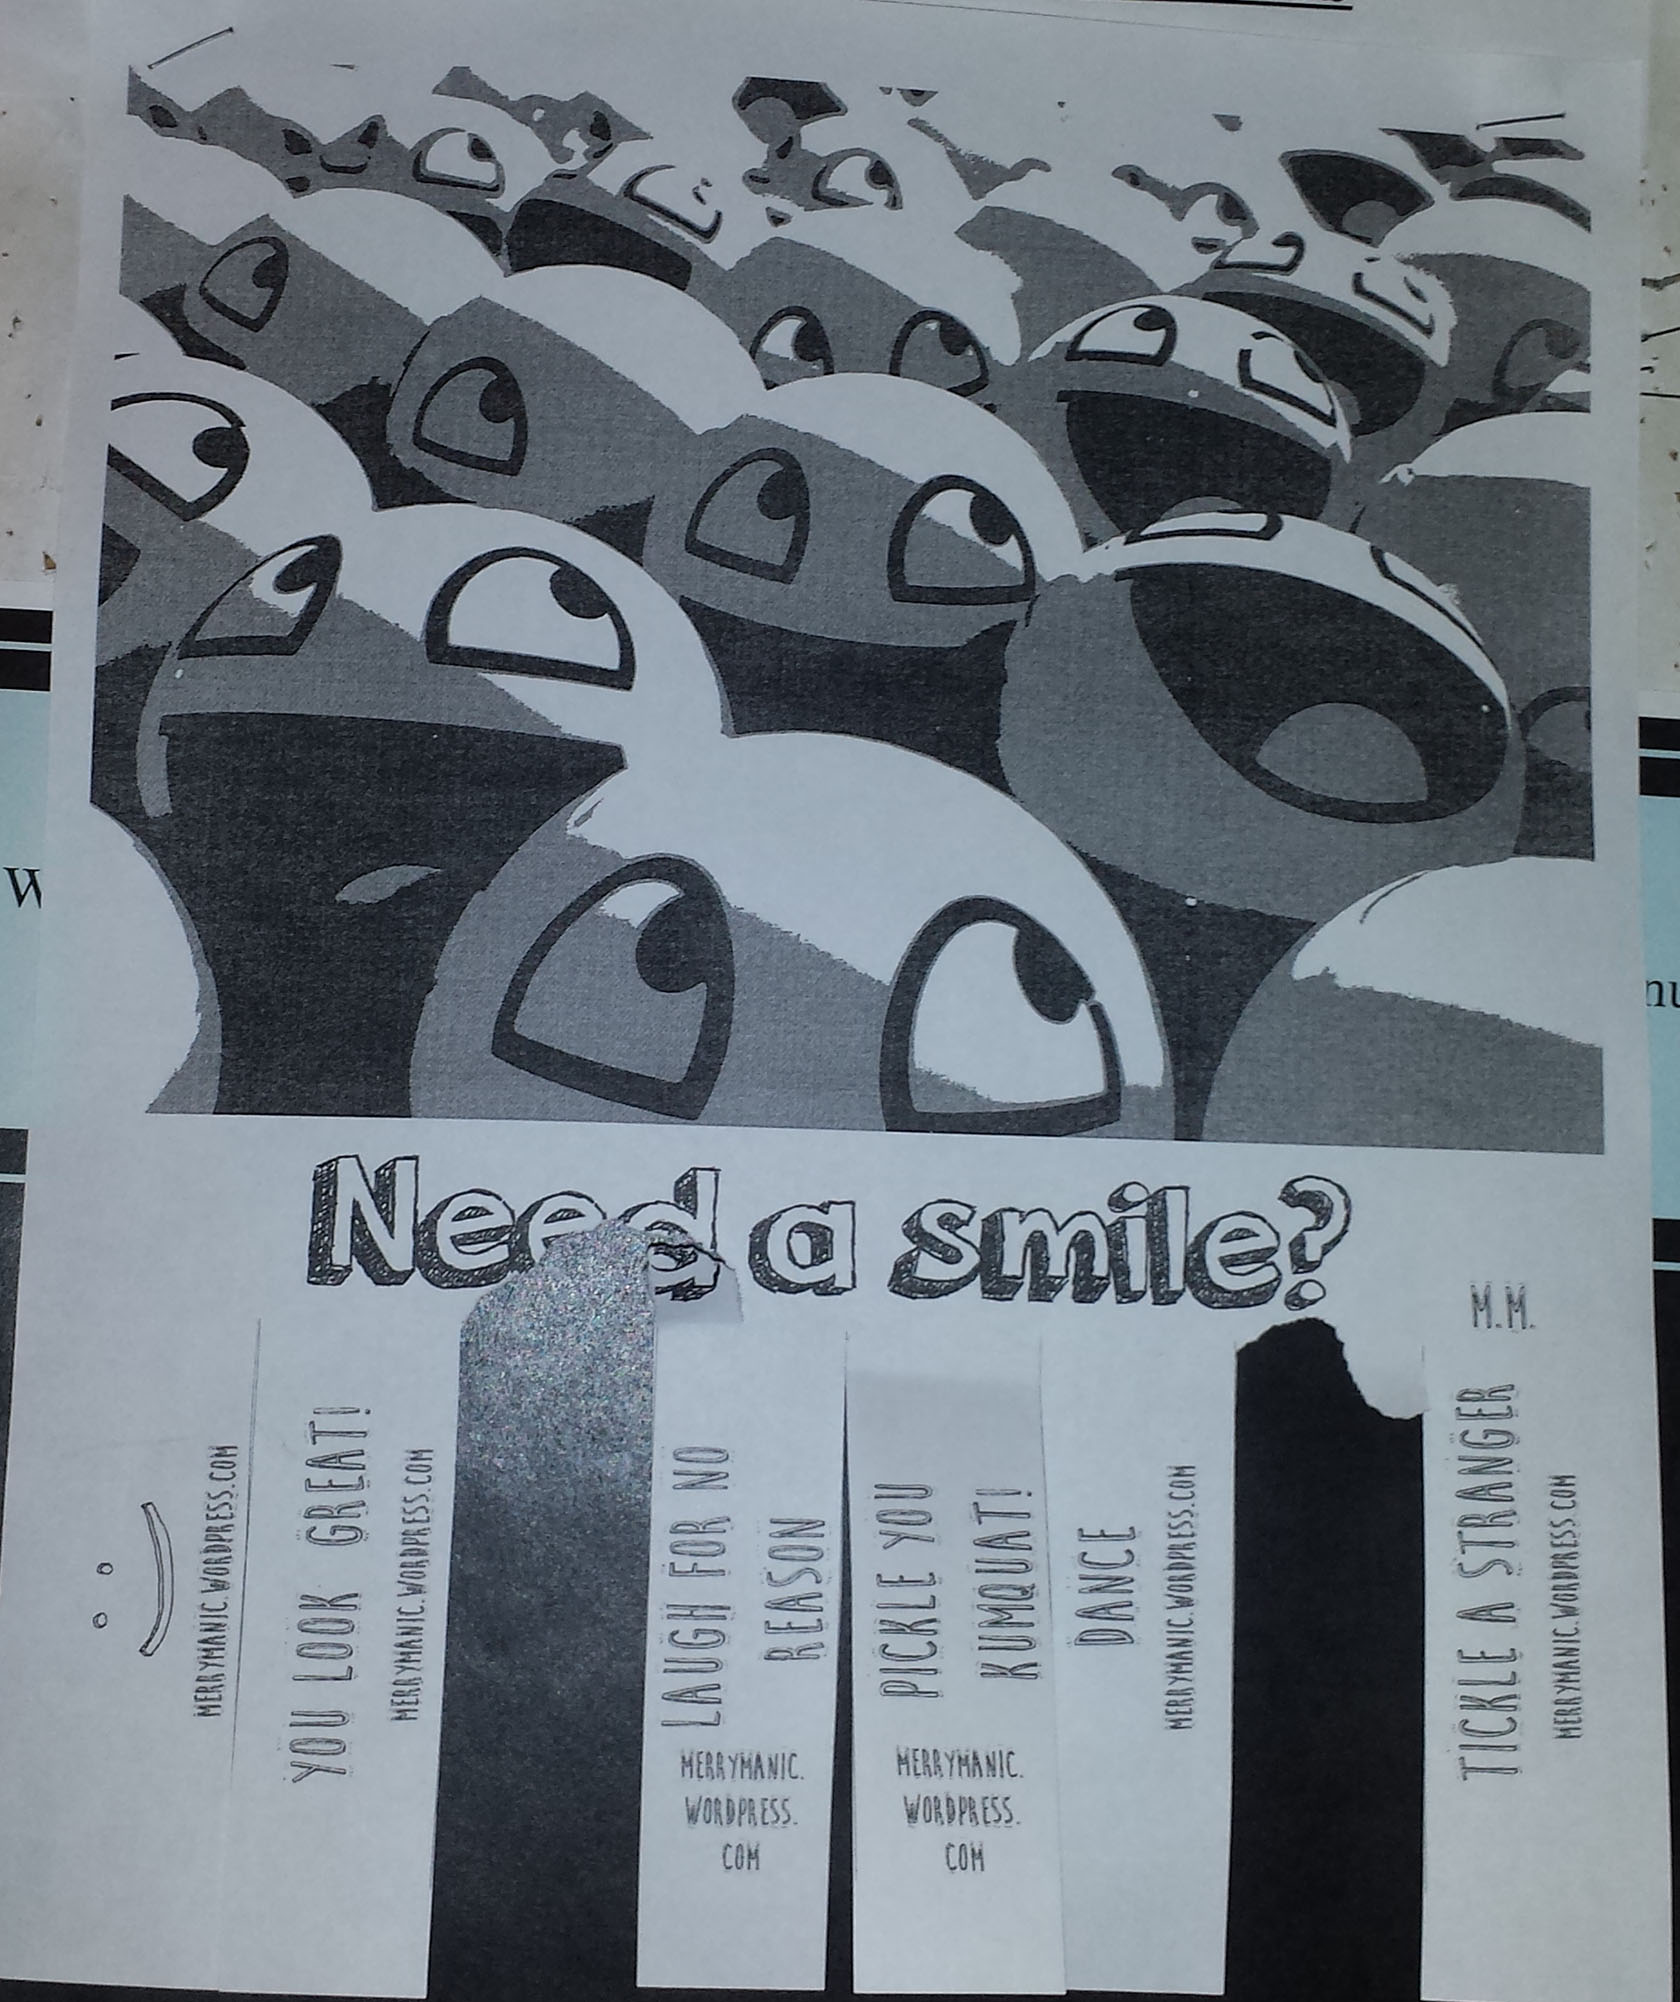 Need a smile?
M.M.
:)
MERRYMANIC.WORDPRESS.COM
YOU LOOK GREAT!
MERRYMANIC.WORDPRESS.COM
LAUGH FOR NO
REASON
MERRYMANIC.
WORDPRESS.
COM
PICKLE YOU
KUMQUAT!
MERRYMANIC.
WORDPRESS.
COM
DANCE
MERRYMANIC.WORDPRESS.COM
TICKLE A STRANGER
MERRYMANIC.WORDPRESS.COM